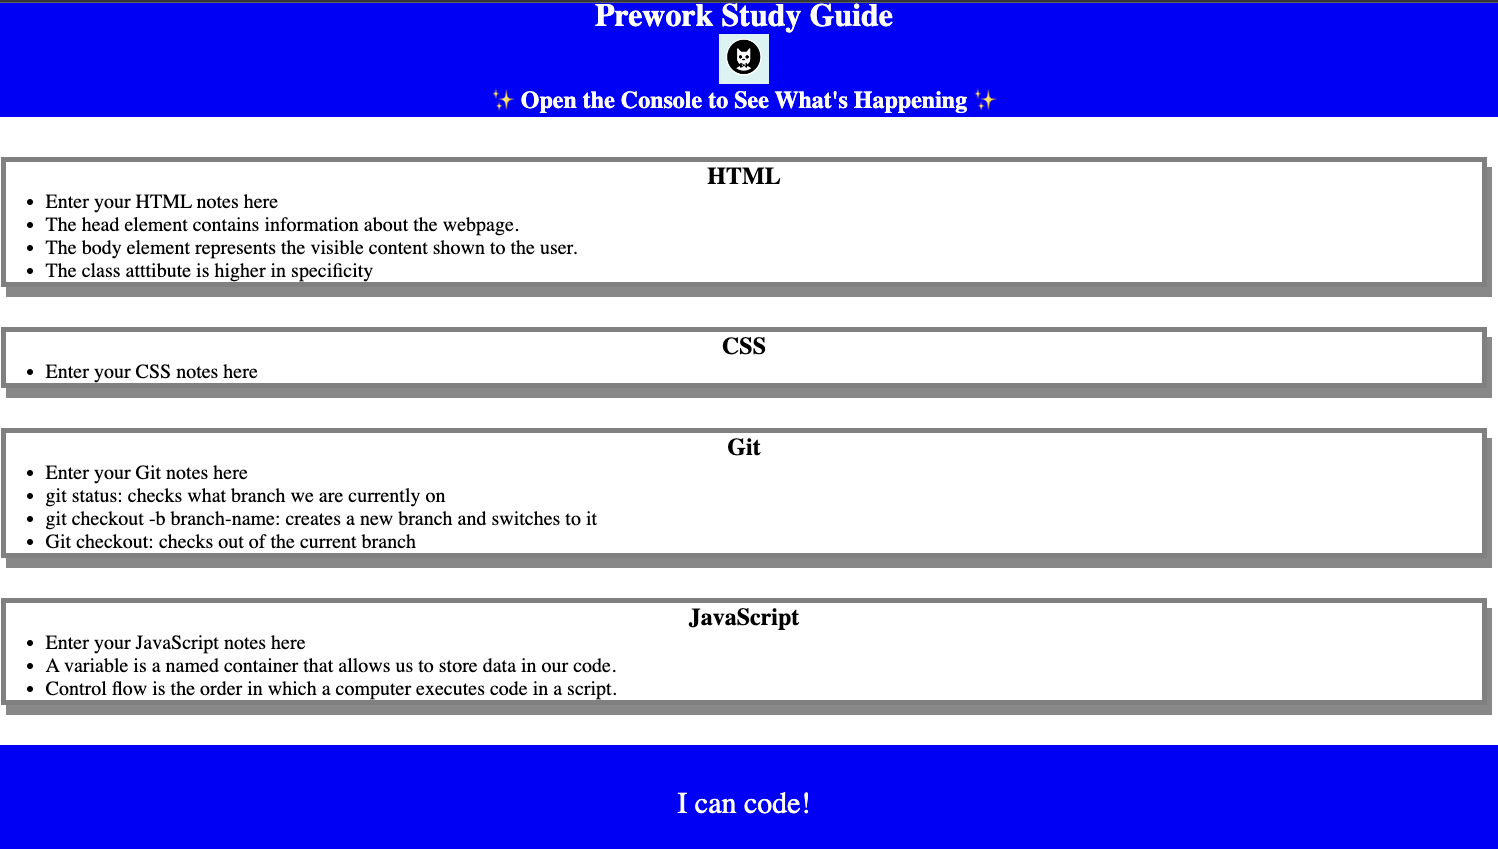 Prework Study Guide
✨ Open the Console to See What's Happening ✨
HTML
• Enter your HTML notes here
• The head element contains information about the webpage.
• The body element represents the visible content shown to the user.
• The class atttibute is higher in specificity
CSS
• Enter your CSS notes here
Git
• Enter your Git notes here
• git status: checks what branch we are currently on
• git checkout -b branch-name: creates a new branch and switches to it
• Git checkout: checks out of the current branch
JavaScript
• Enter your JavaScript notes here
• A variable is a named container that allows us to store data in our code.
• Control flow is the order in which a computer executes code in a script.
I can code!